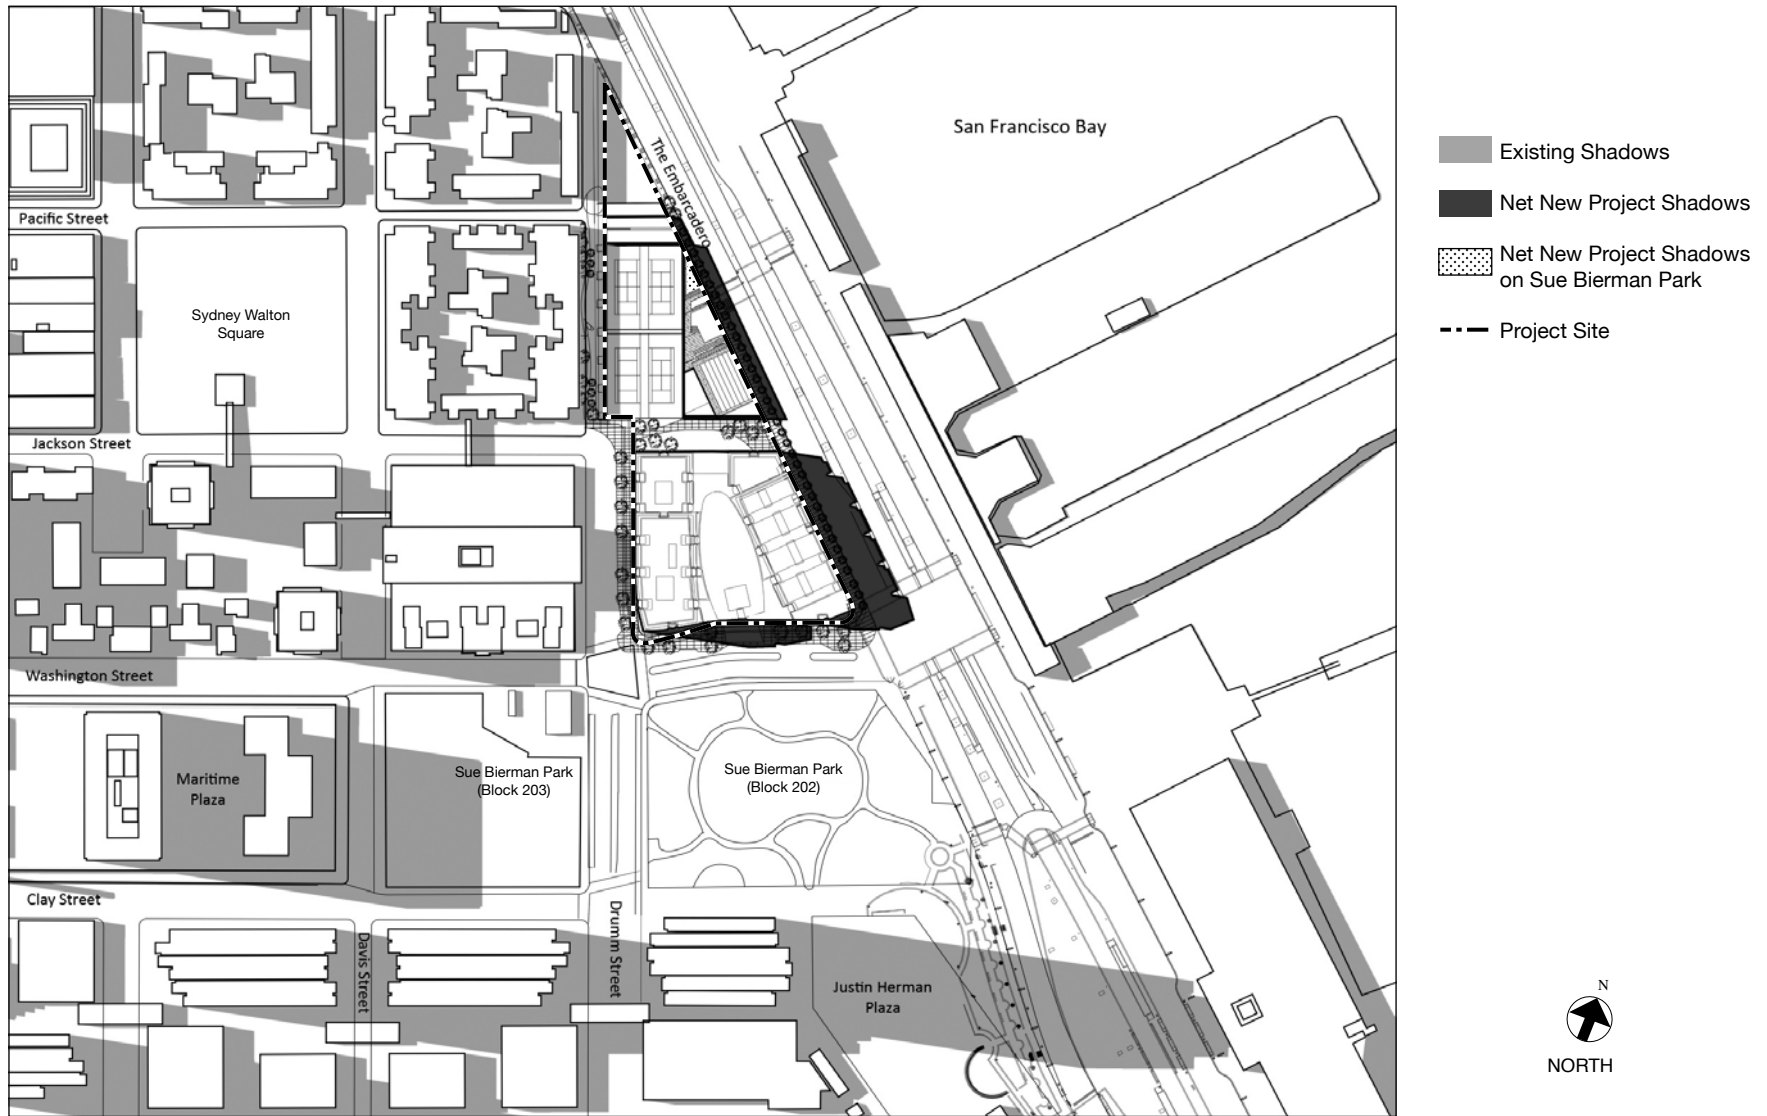 San Francisco Bay
The Embarcadero
Pacific Street
Sydney Walton
Square
Jackson Street
Washington Street
Maritime
Plaza
Sue Bierman Park
(Block 203)
Sue Bierman Park
(Block 202)
Clay Street
Davis Street
Drumm Street
Justin Herman
Plaza
Existing Shadows
Net New Project Shadows
Net New Project Shadows
on Sue Bierman Park
Project Site
N
NORTH